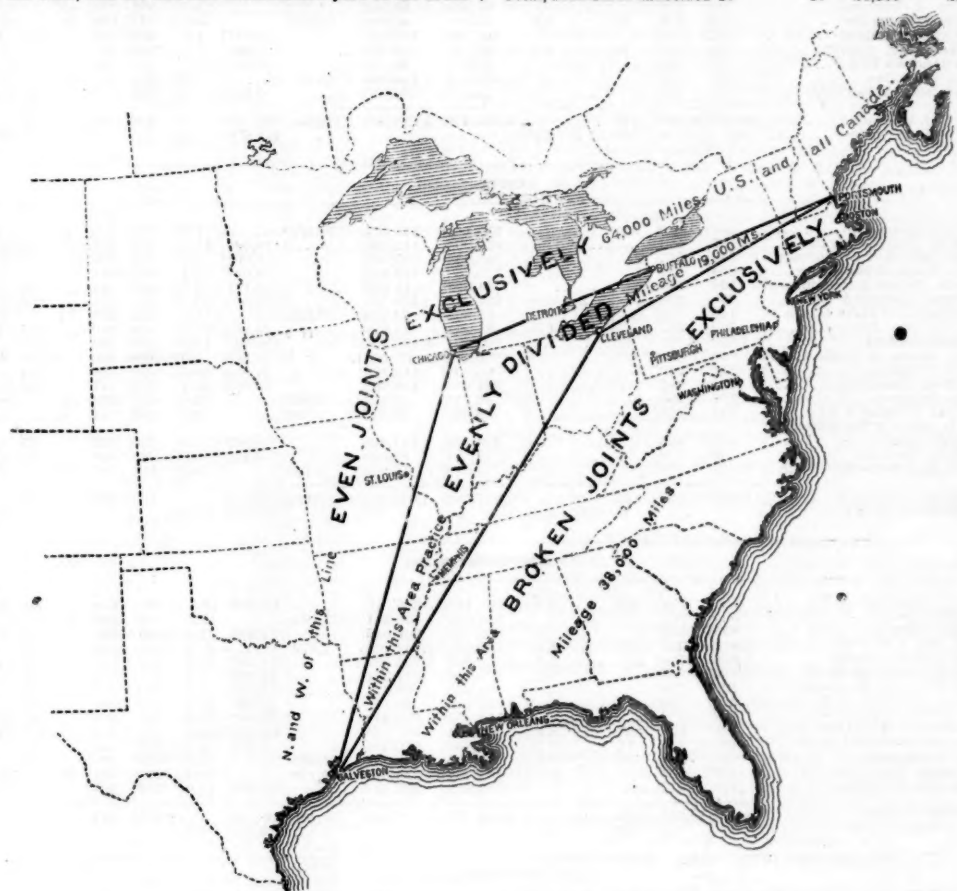 N. and W. of this Line
EVEN JOINTS EXCLUSIVELY 64,000 Miles, U.S. and all Canada.
Within this Area Practice
EVENLY DIVIDED Mileage 19,000 Ms.
Within this Area
BROKEN JOINTS EXCLUSIVELY
Mileage 38,000 Miles.
PORTSMOUTH
BOSTON
BUFFALO
NEW YORK
DETROIT
CLEVELAND
PHILADELPHIA
CHICAGO
PITTSBURGH
WASHINGTON
ST. LOUIS
MEMPHIS
NEW ORLEANS
GALVESTON